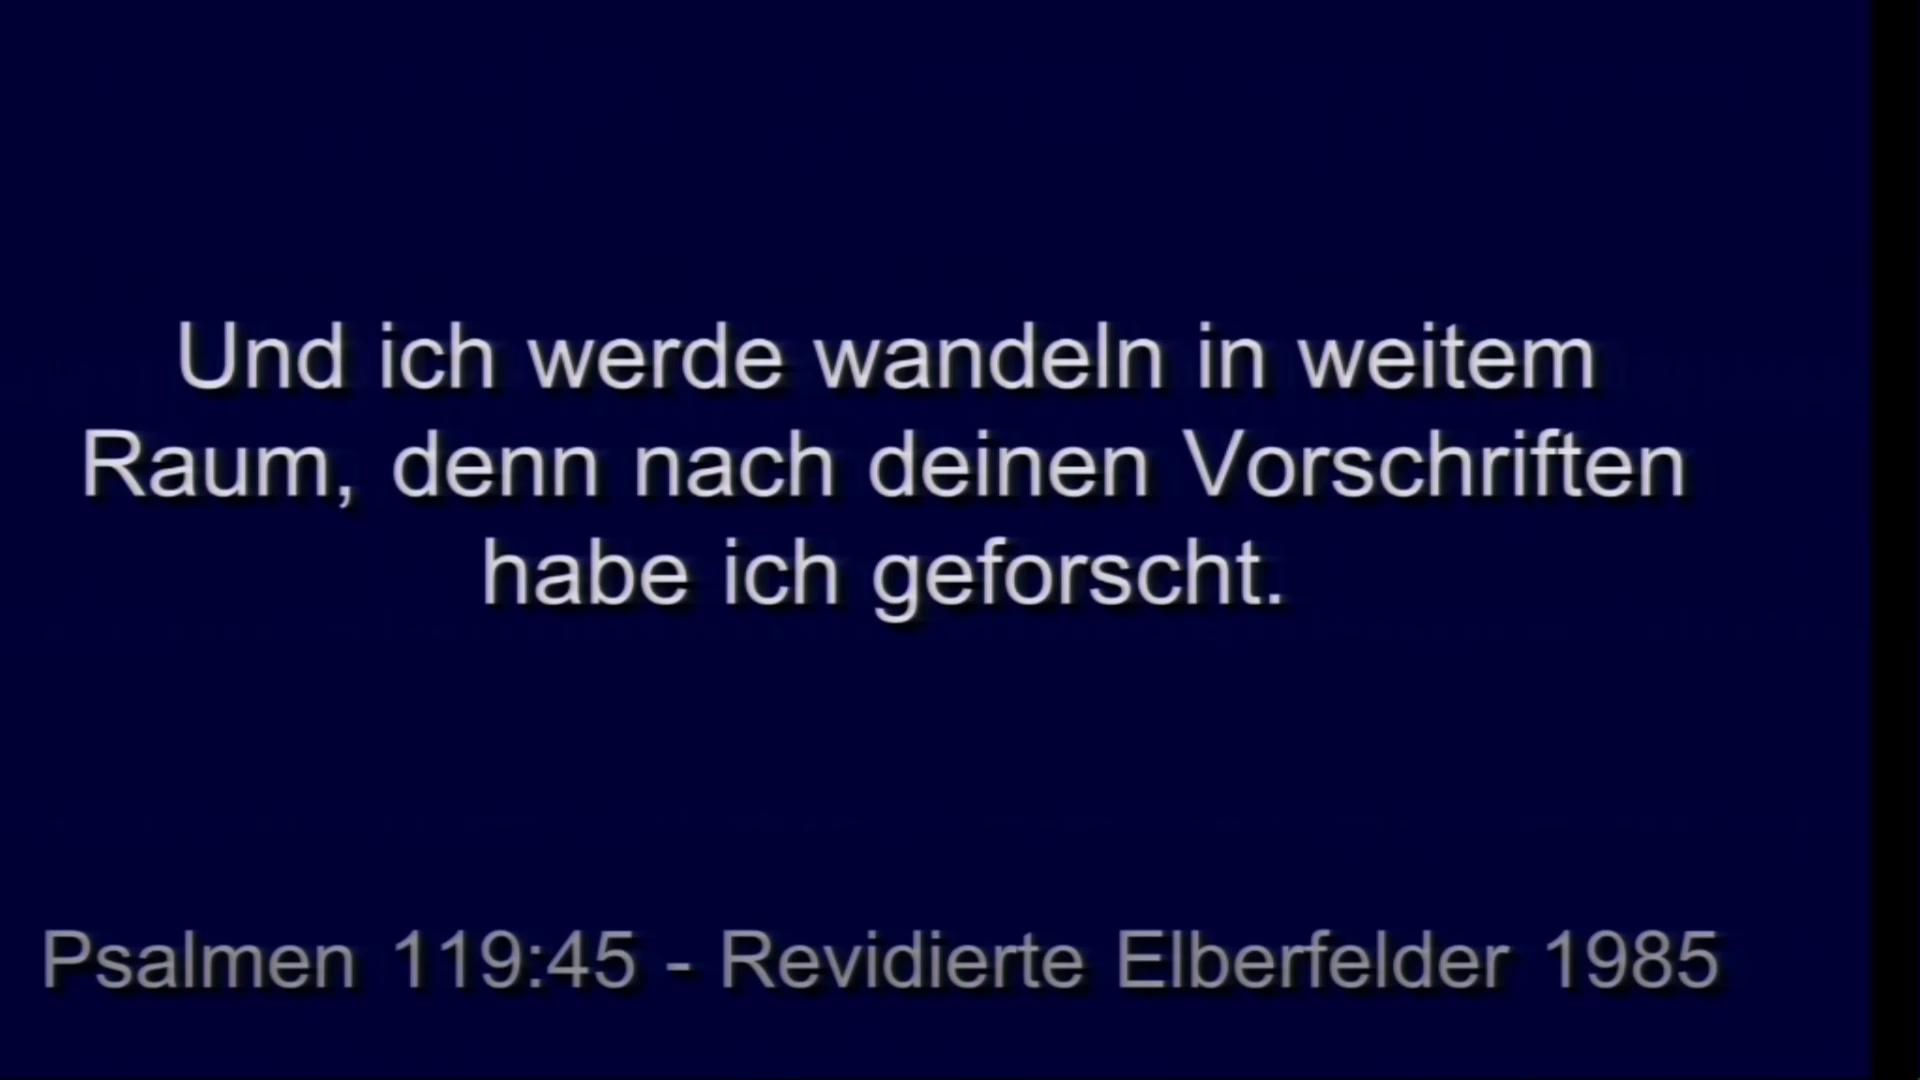 Und ich werde wandeln in weitem
Raum, denn nach deinen Vorschriften
habe ich geforscht.
Psalmen 119:45 - Revidierte Elberfelder 1985